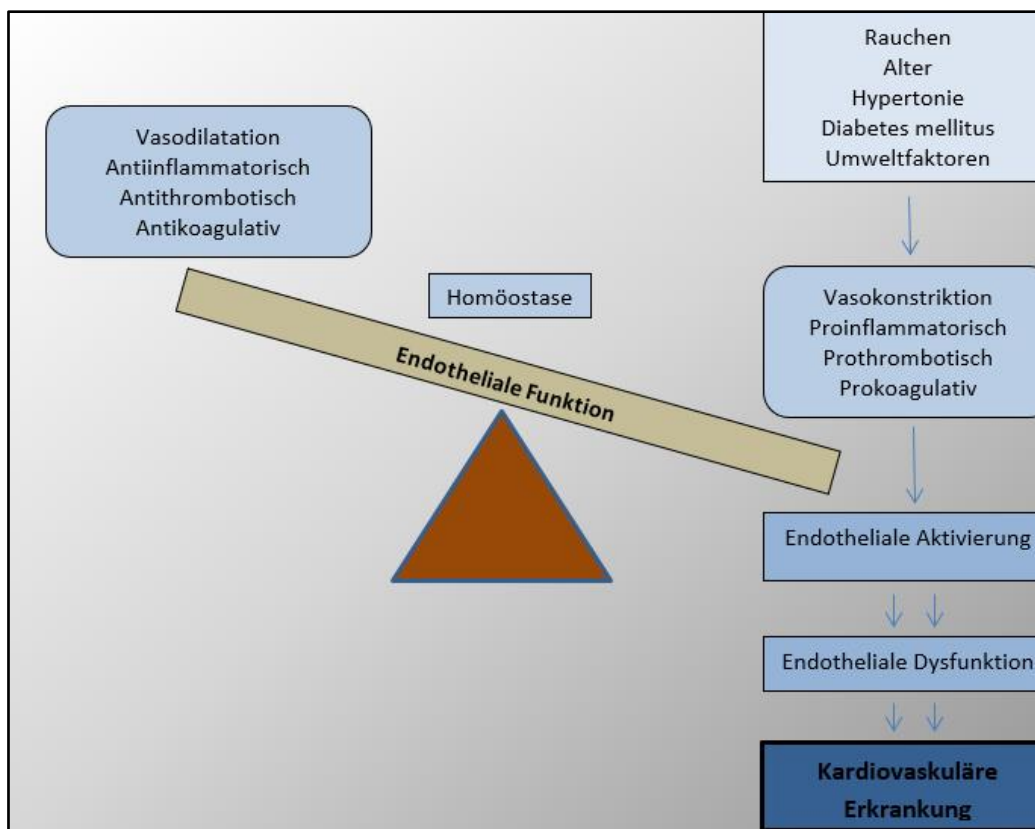 Vasodilatation
Antiinflammatorisch
Antithrombotisch
Antikoagulativ
Homöostase
Endotheliale Funktion
Rauchen
Alter
Hypertonie
Diabetes mellitus
Umweltfaktoren
Vasokonstriktion
Proinflammatorisch
Prothrombotisch
Prokoagulativ
Endotheliale Aktivierung
Endotheliale Dysfunktion
Kardiovaskuläre
Erkrankung